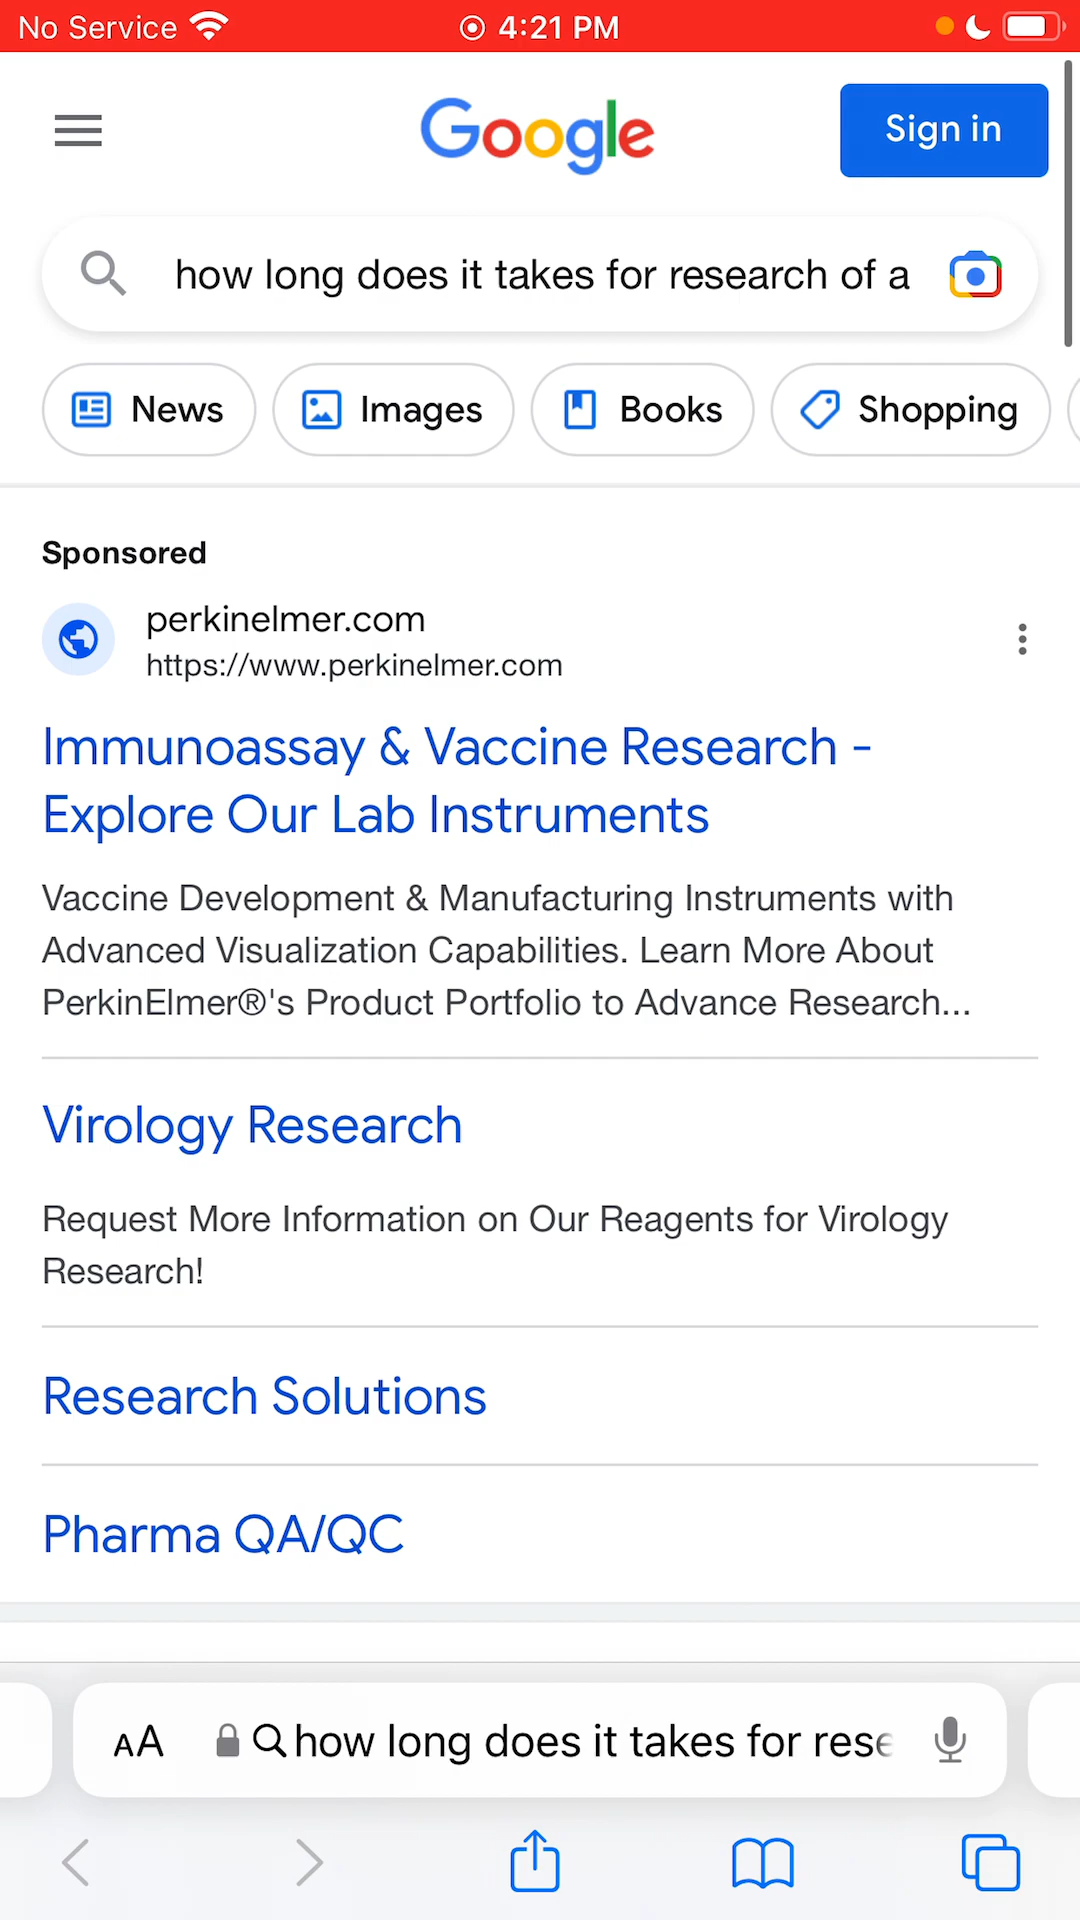 No Service 4:21 PM
Google
Sign in
how long does it takes for research of a
News Images Books Shopping
Sponsored
perkinelmer.com
https://www.perkinelmer.com
Immunoassay & Vaccine Research -
Explore Our Lab Instruments
Vaccine Development & Manufacturing Instruments with
Advanced Visualization Capabilities. Learn More About
PerkinElmer®'s Product Portfolio to Advance Research...
Virology Research
Request More Information on Our Reagents for Virology
Research!
Research Solutions
Pharma QA/QC
AA how long does it takes for rese